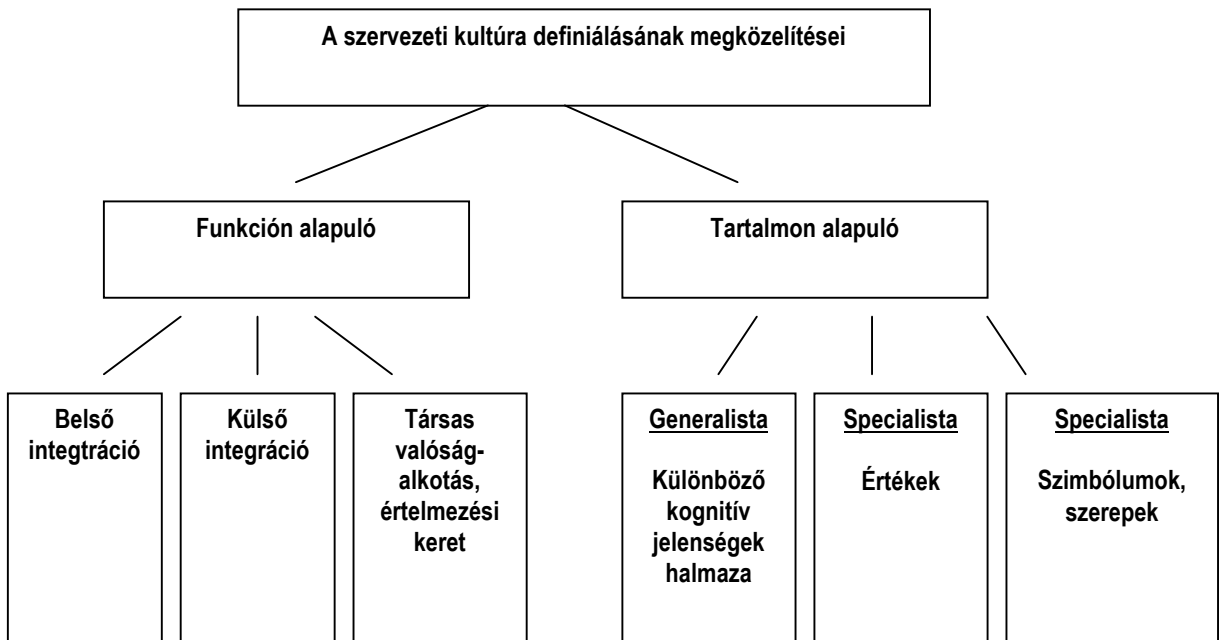 A szervezeti kultúra definiálásának megközelítései
Funkción alapuló
Tartalmon alapuló
Belső
integtráció
Külső
integráció
Társas
valóság-
alkotás,
értelmezési
keret
Generalista
Különböző
kognitív
jelenségek
halmaza
Specialista
Értékek
Specialista
Szimbólumok,
szerepek